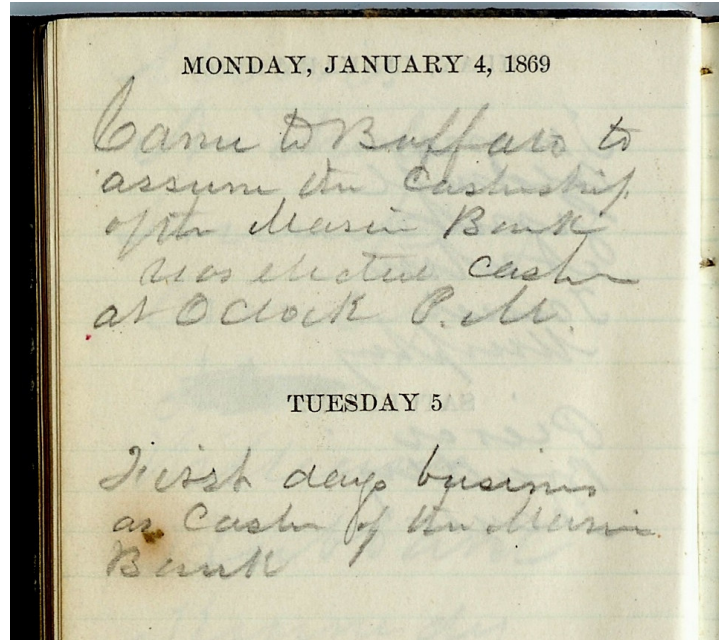 MONDAY, JANUARY 4, 1869
Came to Buffalo to
assume the Cashiership
of the Marine Bank
was elected Cashier
at O Clock P.M.
TUESDAY 5
First days business
as Cashier of the Marine
Bank